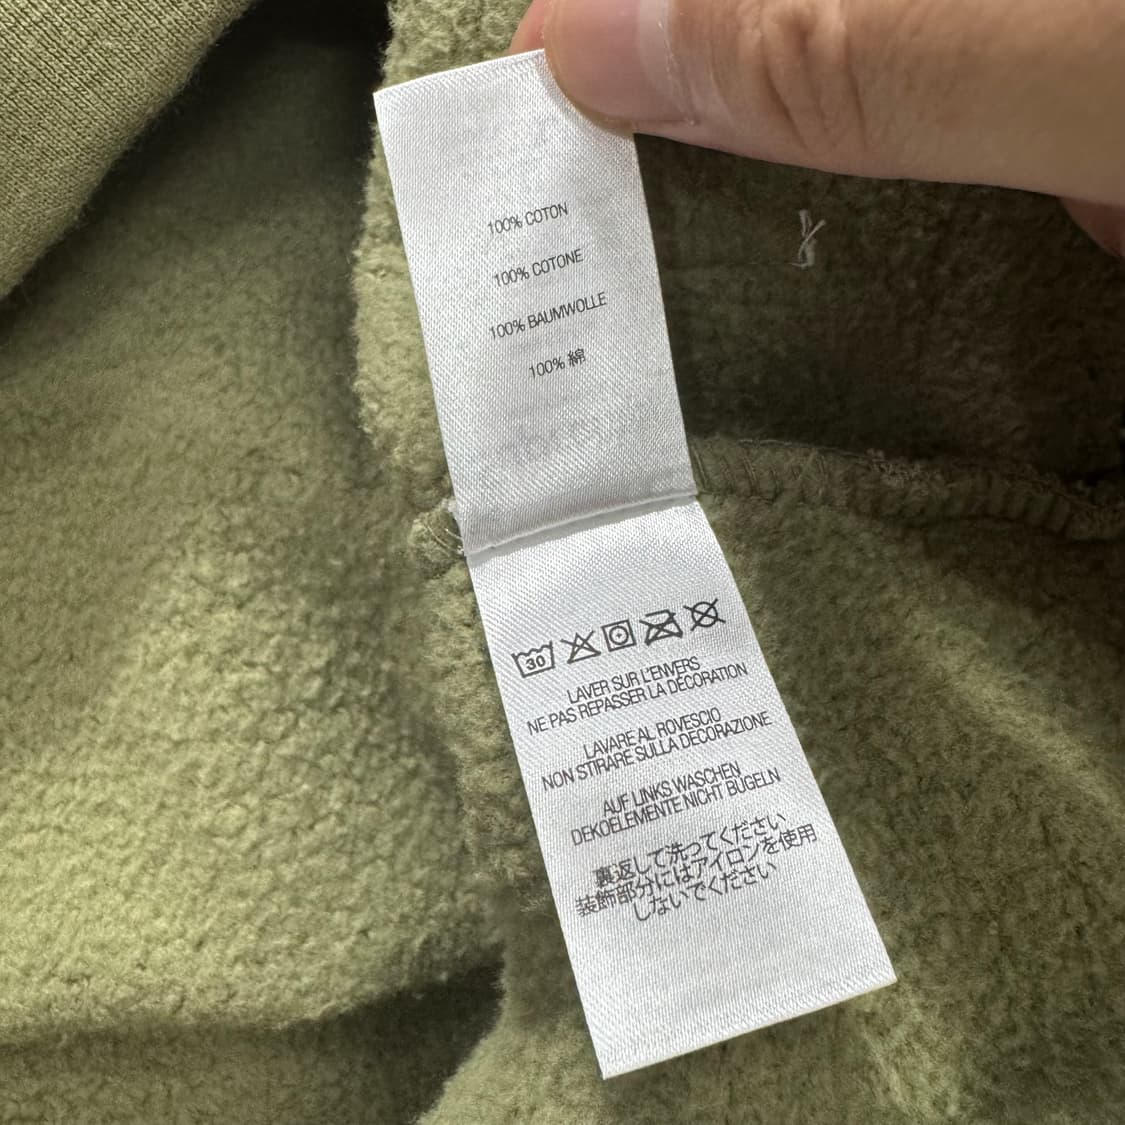 100% COTON
100% COTONE
100% BAUMWOLLE
100% 綿
30
LAVER SUR L'ENVERS
NE PAS REPASSER LA DÉCORATION
LAVARE AL ROVESCIO
NON STIRARE SULLA DECORAZIONE
AUF LINKS WASCHEN
DEKOELEMENTE NICHT BÜGELN
裏返して洗ってください
装飾部分にはアイロンを使用
しないでください